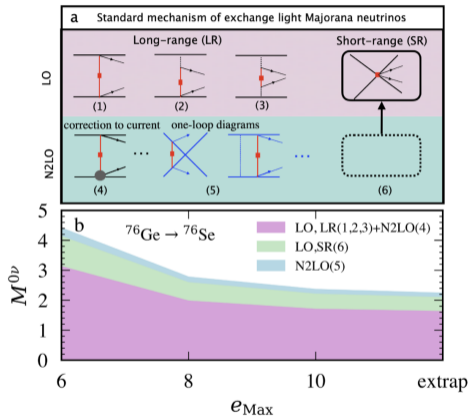 a Standard mechanism of exchange light Majorana neutrinos
Long-range (LR) Short-range (SR)
LO
(1) (2) (3)
correction to current one-loop diagrams
N2LO
... ...
(4) (5) (6)
b ⁷⁶Ge → ⁷⁶Se
LO, LR(1,2,3)+N2LO(4)
LO,SR(6)
N2LO(5)
M⁰ᵛ
5
4
3
2
1
0
6 8 10 extrap
eMax